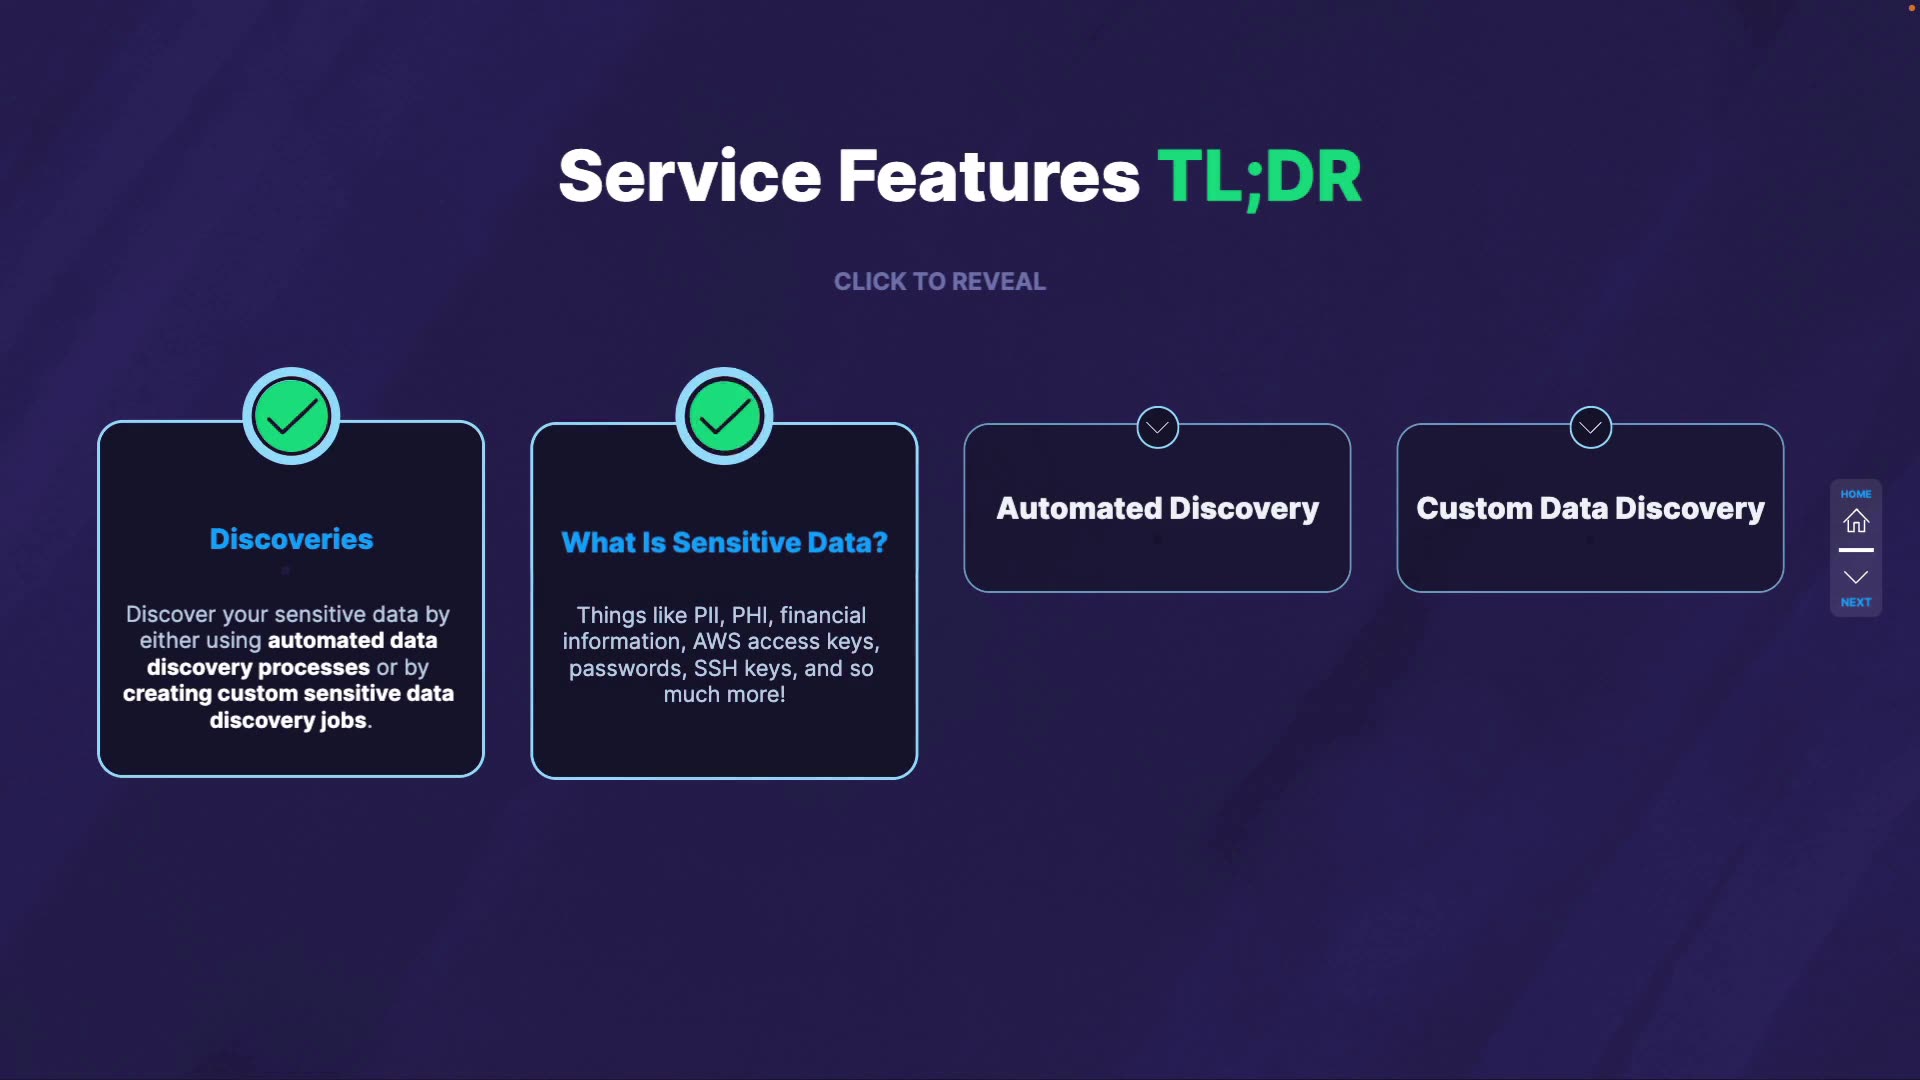 Service Features TL;DR
CLICK TO REVEAL
Discoveries
Discover your sensitive data by
either using automated data
discovery processes or by
creating custom sensitive data
discovery jobs.
What Is Sensitive Data?
Things like PII, PHI, financial
information, AWS access keys,
passwords, SSH keys, and so
much more!
Automated Discovery
Custom Data Discovery
HOME
NEXT